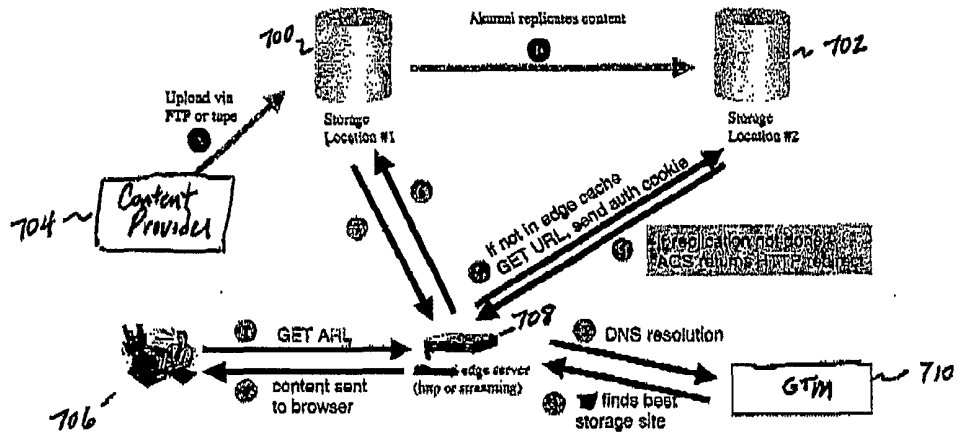 700
Akamai replicates content
702
Upload via
FTP or tape
Storage
Location #1
Storage
Location #2
704
Content
Provider
If not in edge cache
GET URL, send auth cookie
If replication not done
ACS returns HTTP redirect
708
GET ARL
DNS resolution
edge server
(http or streaming)
content sent
to browser
706
finds best
storage site
GTM
710